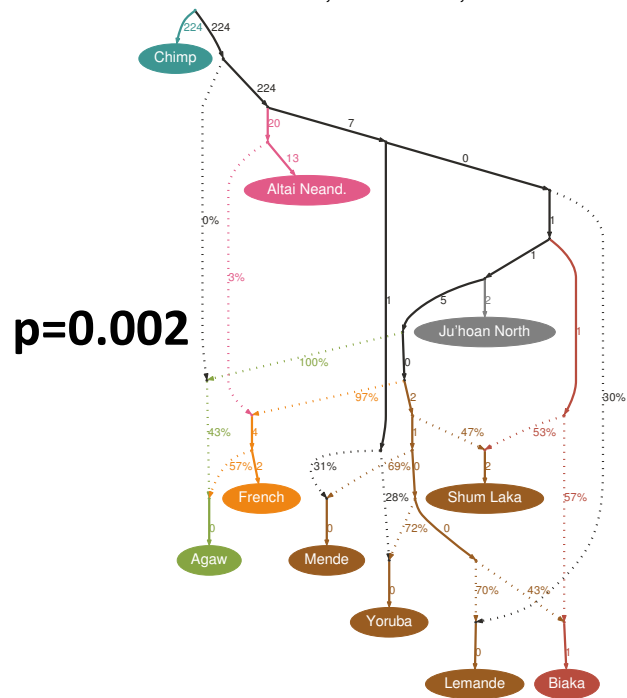 224 224
Chimp
224
20 7
0
13
Altai Neand.
1
0%
1
3%
5 2
1 1
Ju'hoan North
p=0.002
100%
0
97% 2
30%
43% 4
47% 53%
1
57% 2
31% 69% 0
French
28%
2
Shum Laka
57%
0
0
72% 0
Agaw
Mende
70% 43%
0
Yoruba
0
1
Lemande
Biaka